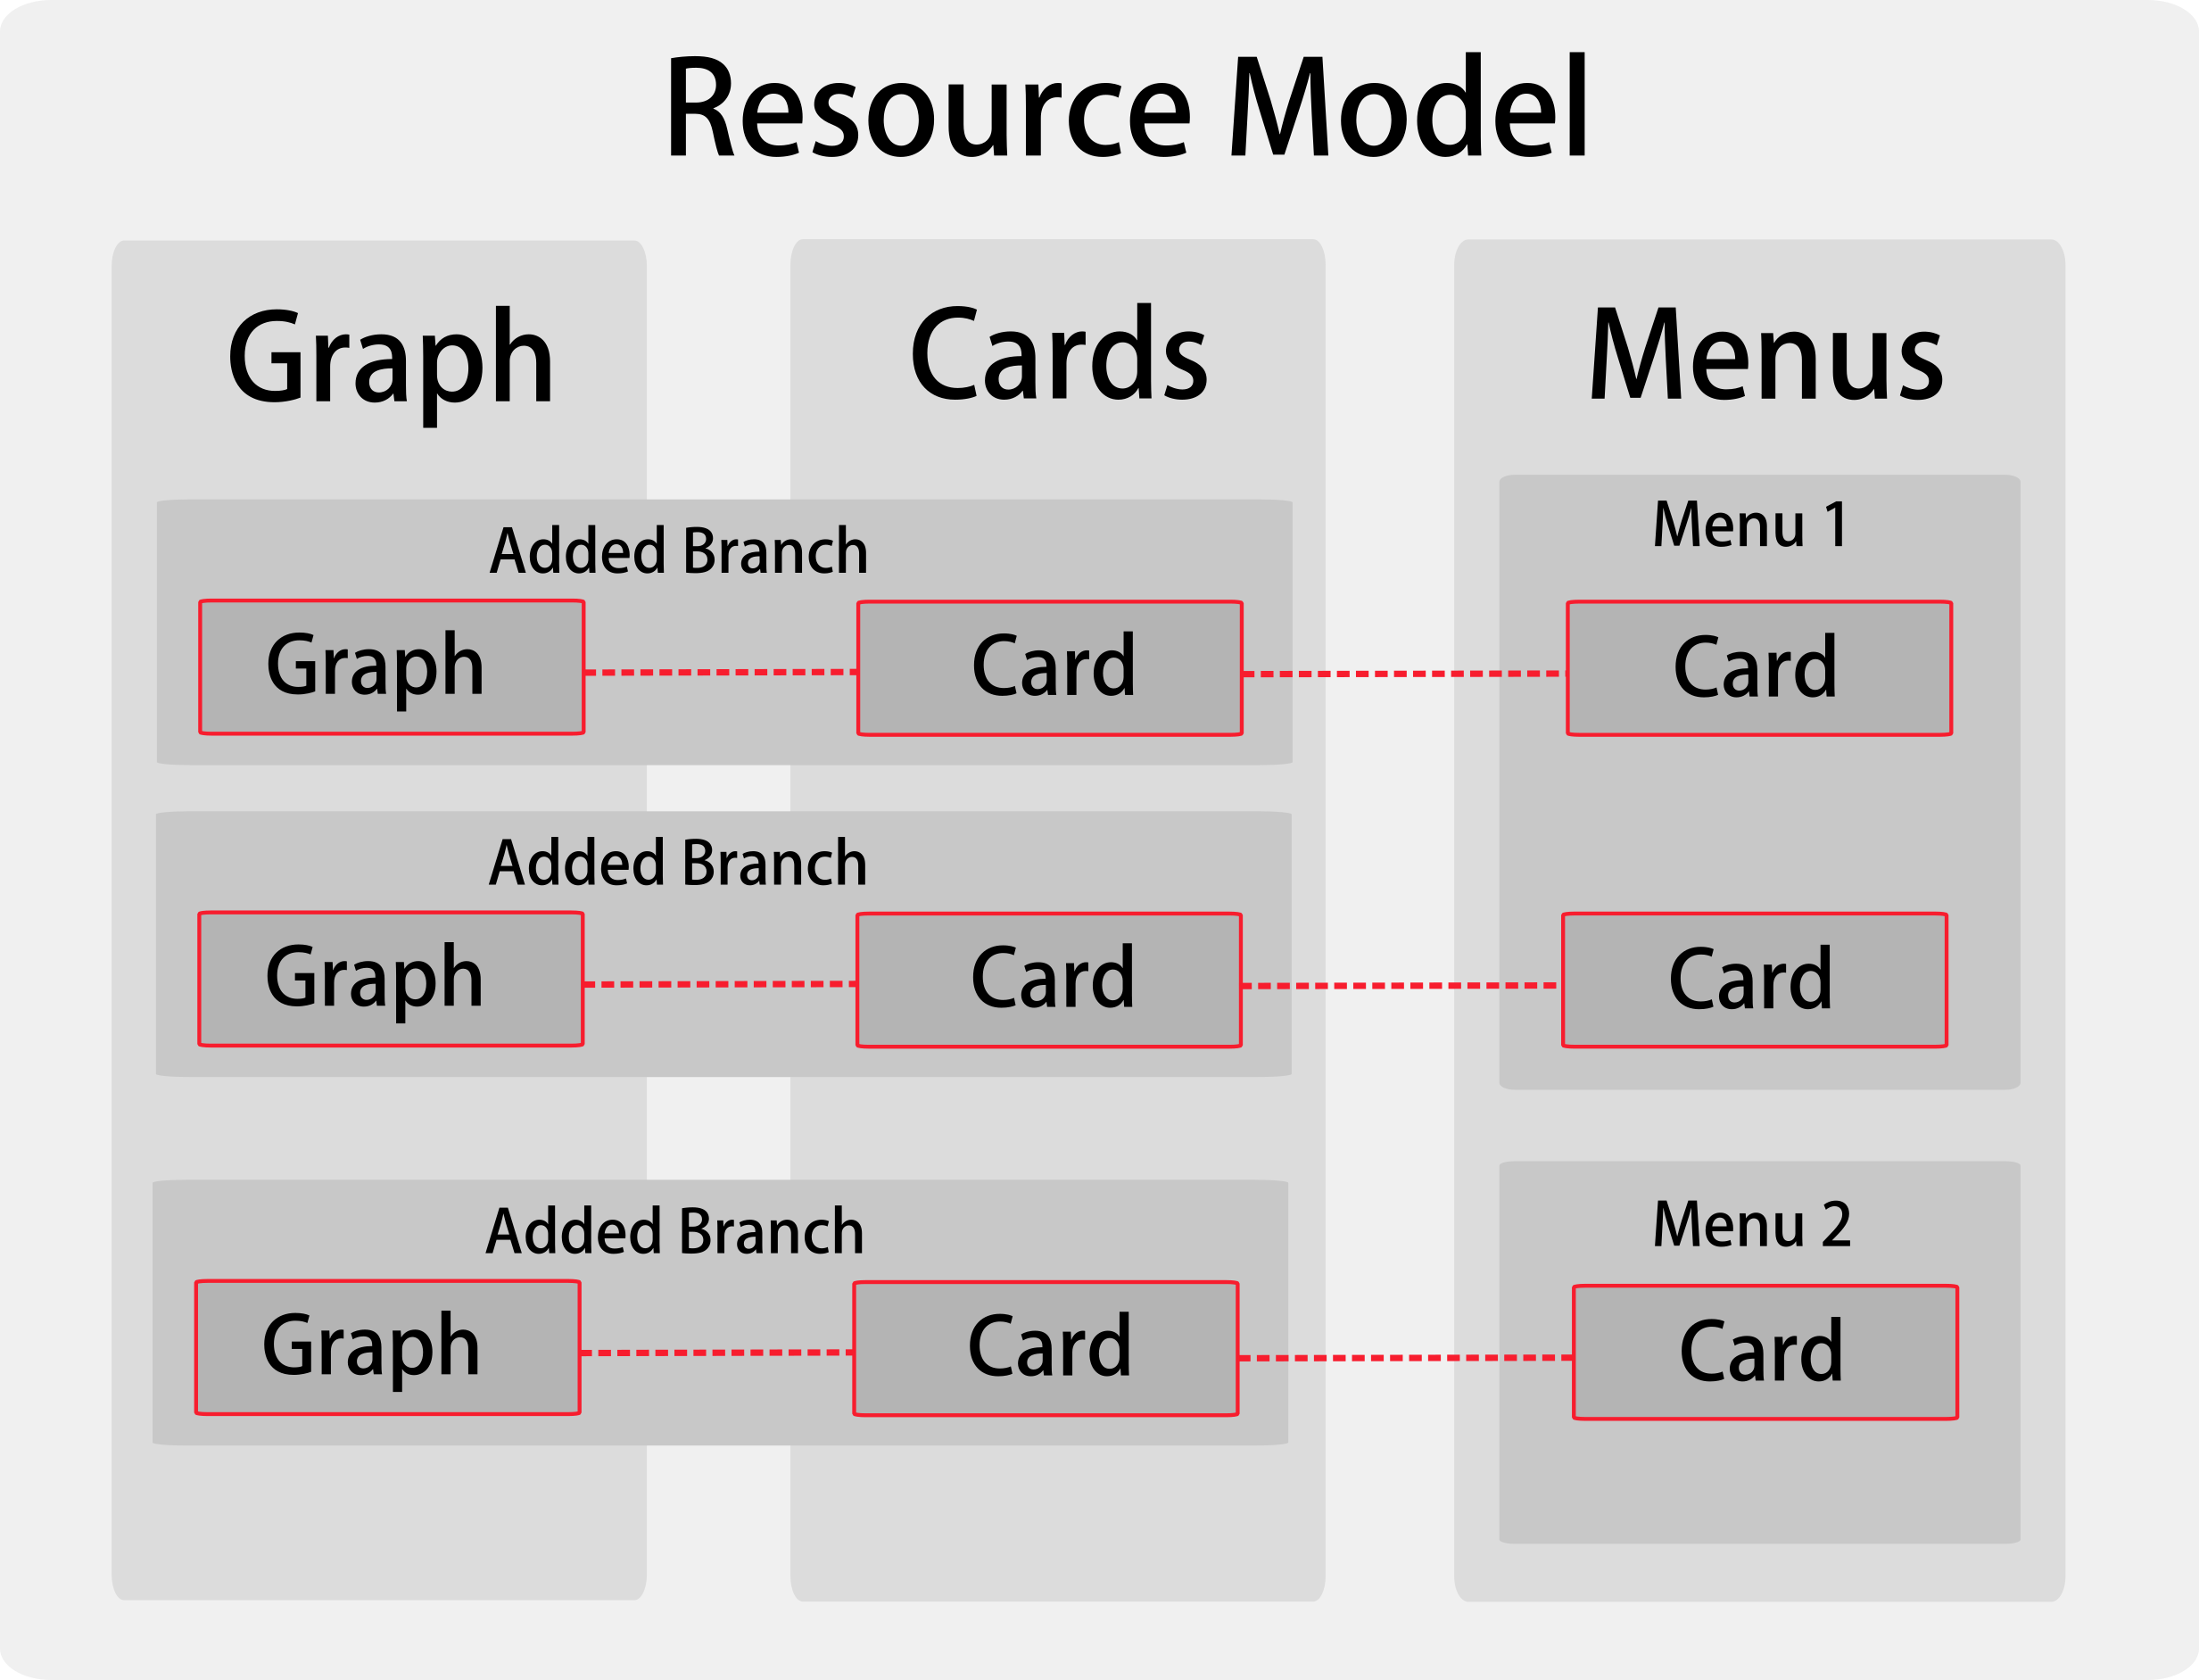 Resource Model
Graph
Cards
Menus
Added Branch
Menu 1
Graph
Card
Card
Added Branch
Graph
Card
Card
Added Branch
Menu 2
Graph
Card
Card